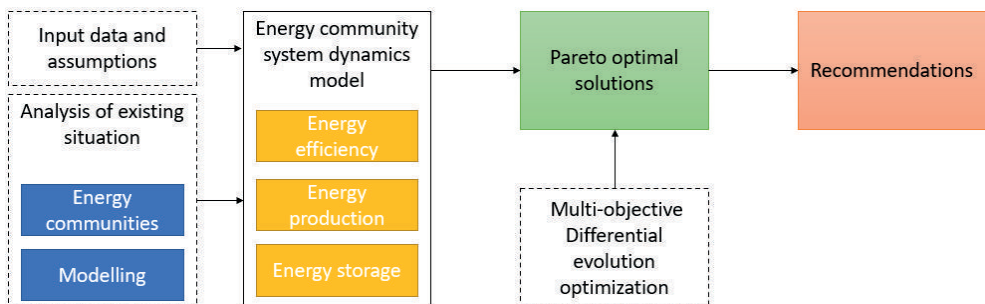 Input data and
assumptions
Analysis of existing
situation
Energy
communities
Modelling
Energy community
system dynamics
model
Energy
efficiency
Energy
production
Energy storage
Pareto optimal
solutions
Multi-objective
Differential
evolution
optimization
Recommendations